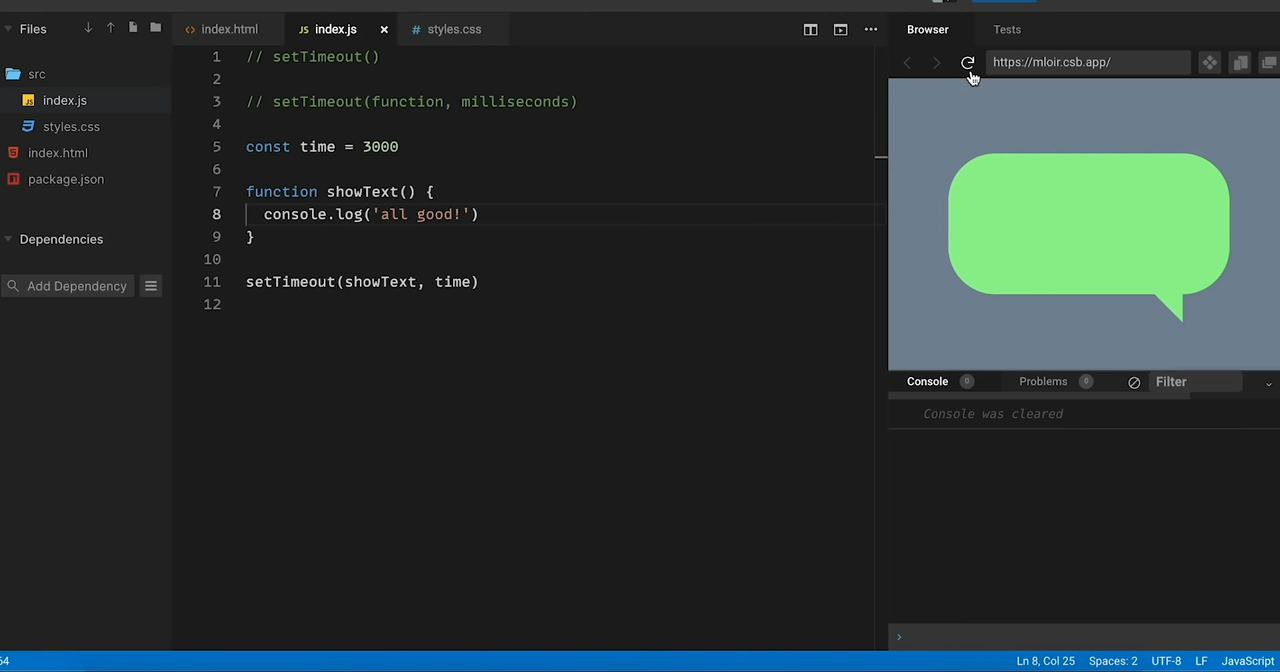 Files
src
index.js
styles.css
index.html
package.json
Dependencies
Add Dependency
index.html
JS index.js
# styles.css
1 // setTimeout()
2
3 // setTimeout(function, milliseconds)
4
5 const time = 3000
6
7 function showText() {
8 console.log('all good!')
9 }
10
11 setTimeout(showText, time)
12
Browser
Tests
https://mloir.csb.app/
Console 0
Problems 0
Filter
Console was cleared
64
Ln 8, Col 25 Spaces: 2 UTF-8 LF JavaScript